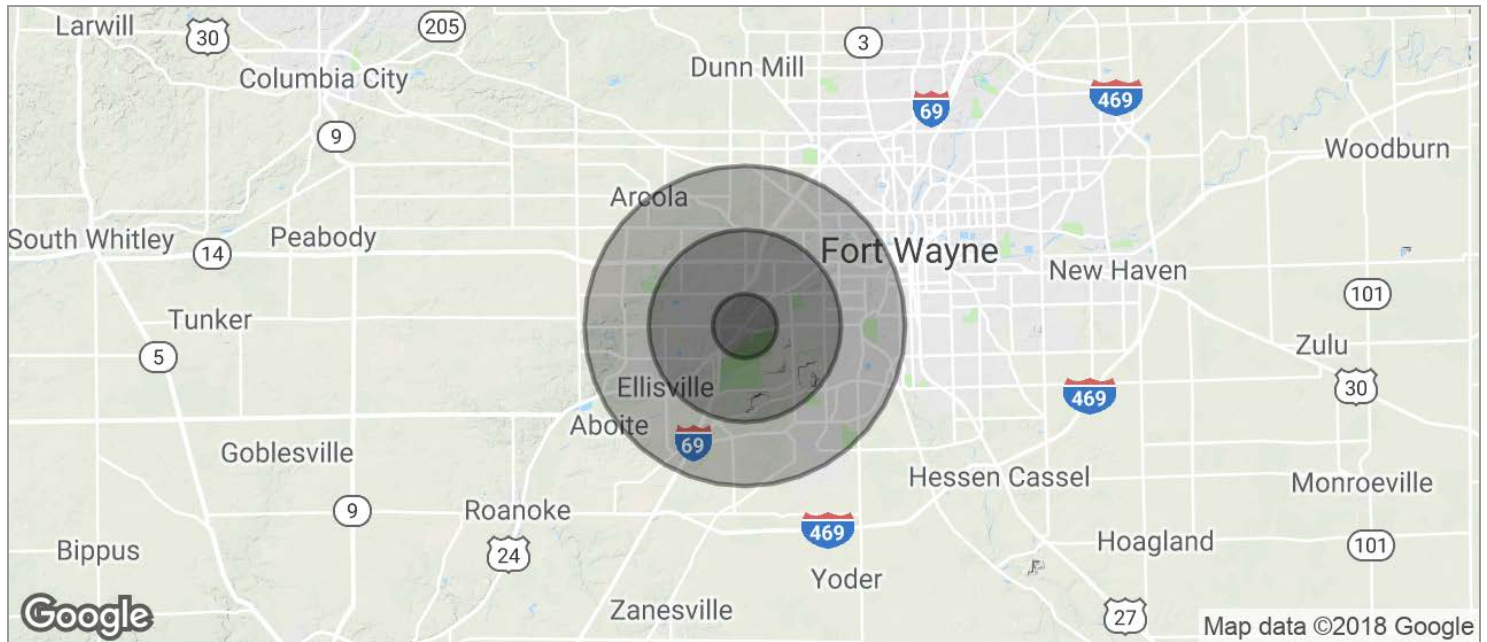 Larwill
30
205
Columbia City
9
Dunn Mill
3
69
469
Woodburn
Arcola
South Whitley
14
Peabody
Fort Wayne
New Haven
101
Tunker
5
Zulu
30
Ellisville
469
Aboite
69
Goblesville
Hessen Cassel
Monroeville
9
Roanoke
24
469
Hoagland
101
Bippus
Yoder
Zanesville
27
Google
Map data ©2018 Google